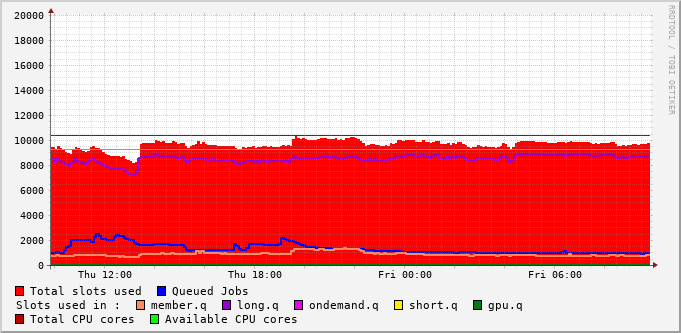 20000
18000
16000
14000
12000
10000
8000
6000
4000
2000
0
Thu 12:00 Thu 18:00 Fri 00:00 Fri 06:00
Total slots used Queued Jobs
Slots used in : member.q long.q ondemand.q short.q gpu.q
Total CPU cores Available CPU cores
RRDTOOL / TOBI OETIKER